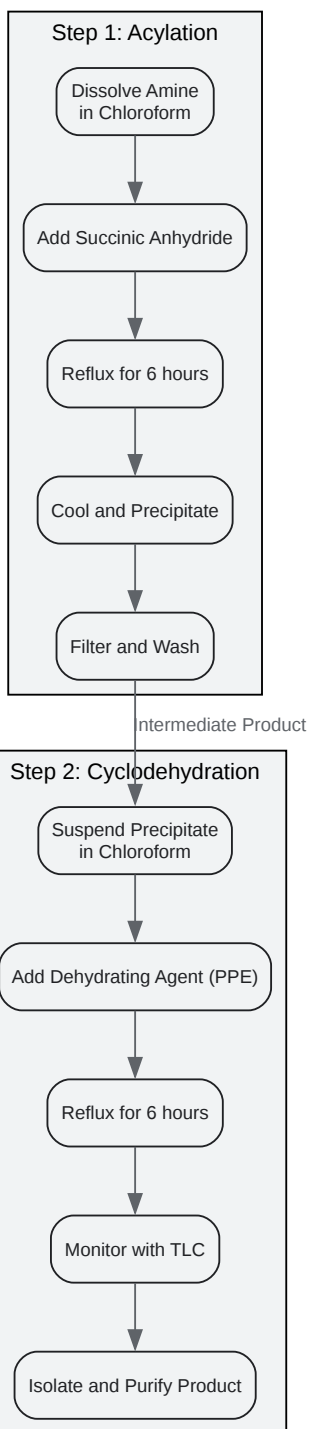 Step 1: Acylation
Dissolve Amine
in Chloroform
Add Succinic Anhydride
Reflux for 6 hours
Cool and Precipitate
Filter and Wash
Intermediate Product
Step 2: Cyclodehydration
Suspend Precipitate
in Chloroform
Add Dehydrating Agent (PPE)
Reflux for 6 hours
Monitor with TLC
Isolate and Purify Product